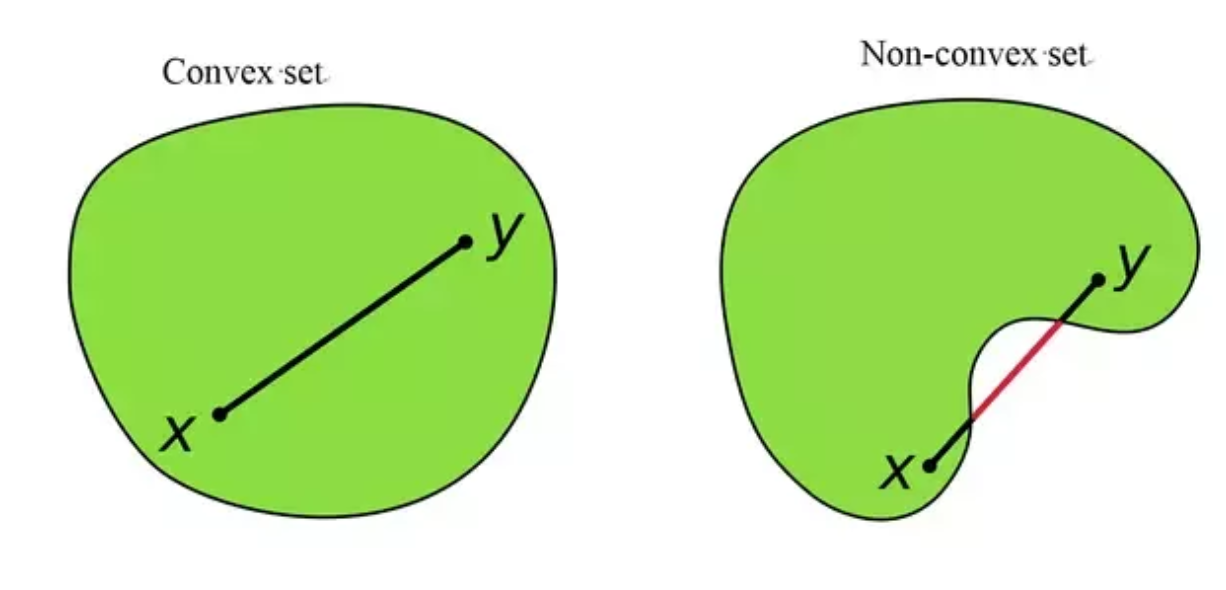 Convex set
Non-convex set
y
x
y
x